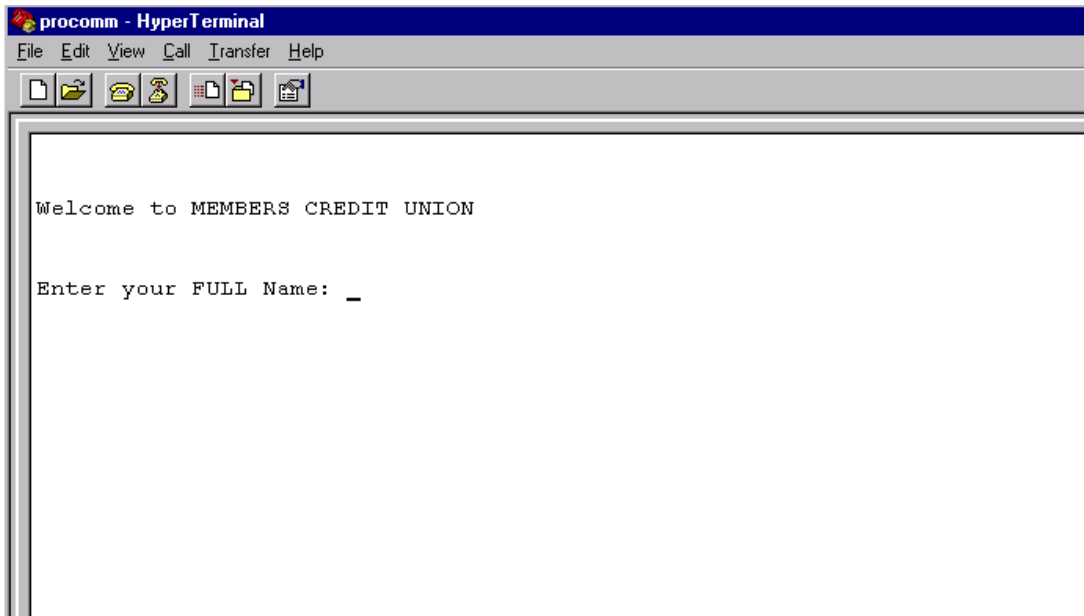 procomm - HyperTerminal
File Edit View Call Transfer Help
Welcome to MEMBERS CREDIT UNION
Enter your FULL Name: _